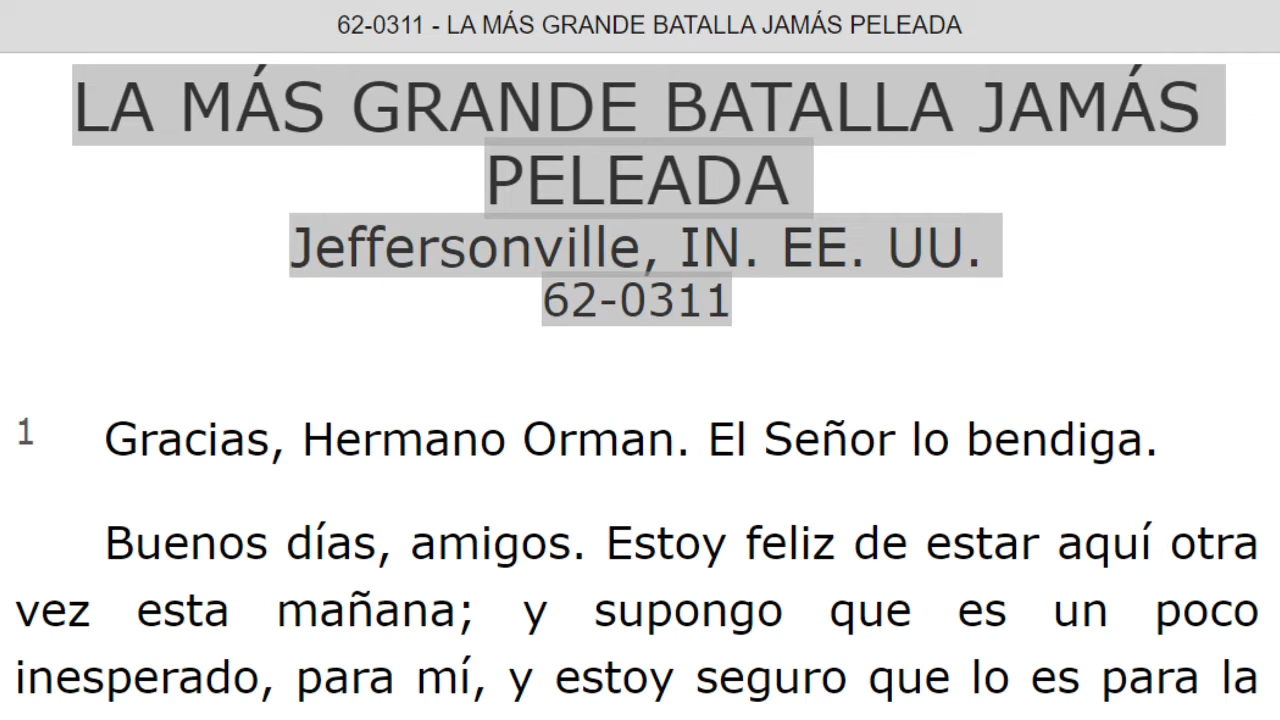 62-0311 - LA MÁS GRANDE BATALLA JAMÁS PELEADA
LA MÁS GRANDE BATALLA JAMÁS
PELEADA
Jeffersonville, IN. EE. UU.
62-0311
1 Gracias, Hermano Orman. El Señor lo bendiga.
Buenos días, amigos. Estoy feliz de estar aquí otra
vez esta mañana; y supongo que es un poco
inesperado, para mí, y estoy seguro que lo es para la